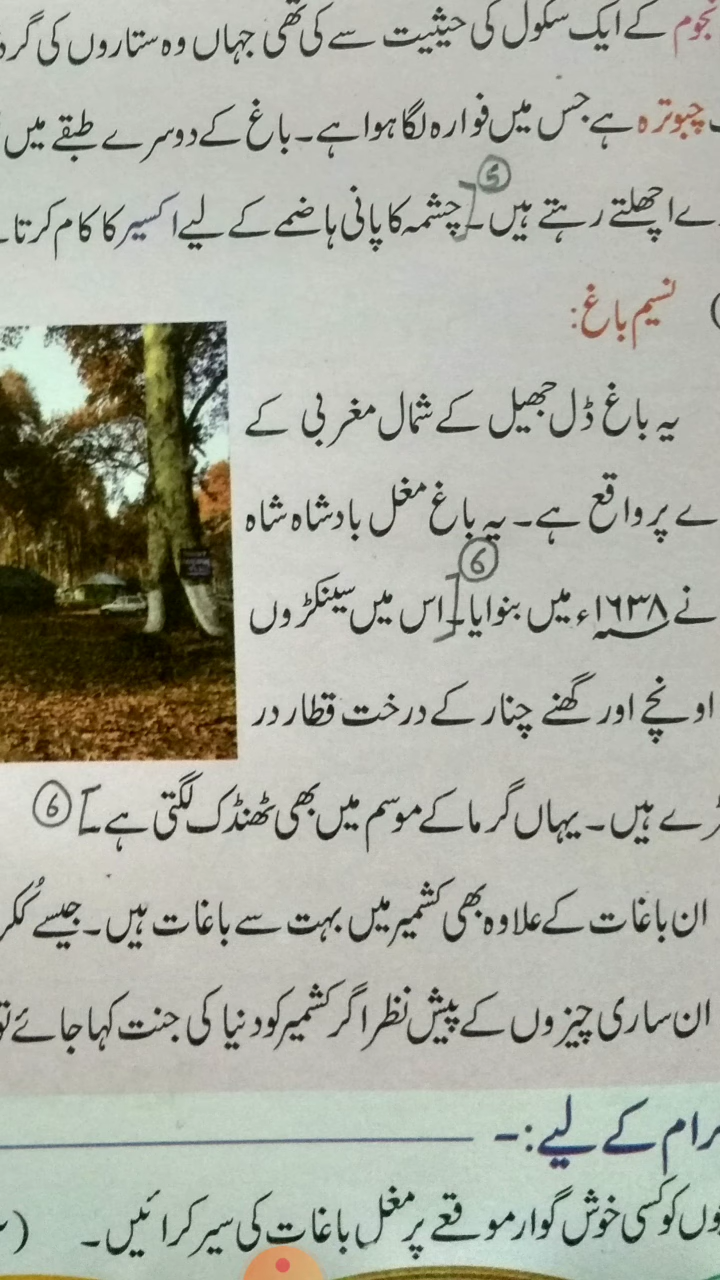 نجوم کے ایک سکول کی حیثیت سے کی تھی جہاں وہ ستاروں کی
چبوترہ ہے جس میں فوارہ لگا ہوا ہے۔ باغ کے دوسرے طبقے میں
اچھلتے رہتے ہیں۔ ⑤ چشمہ کا پانی ہاضمے کے لیے اکسیر کا کام کرتا
نسیم باغ:
یہ باغ ڈل جھیل کے شمال مغربی کے
پر واقع ہے۔ یہ باغ مغل بادشاہ شاہ
نے ۱۶۳۸ء میں بنوایا۔ ⑥ اس میں سینکڑوں
اونچے اور گھنے چنار کے درخت قطار در
ہیں۔ یہاں گرما کے موسم میں بھی ٹھنڈک لگتی ہے۔ ⑥
ان باغات کے علاوہ بھی کشمیر میں بہت سے باغات ہیں۔ جیسے
ان ساری چیزوں کے پیش نظر اگر کشمیر کو دنیا کی جنت کہا جائے
کے لیے:-
کو کسی خوش گوار موقعے پر مغل باغات کی سیر کرائیں۔